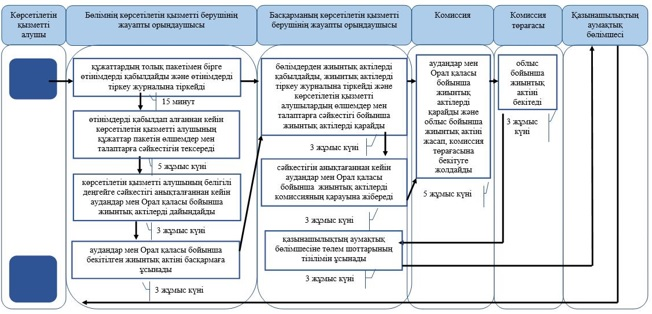 Көрсетілетін
қызметті
алушы
Бөлімнің көрсетілетін қызметті берушінің
жауапты орындаушысы
Басқарманың көрсетілетін қызметті
берушінің жауапты орындаушысы
Комиссия
Комиссия
төрағасы
Қазынашылықтың
аумақтық
бөлімшесі
құжаттардың толық пакетімен бірге
өтінімдерді қабылдайды және өтінімдерді
тіркеу журналына тіркейді
15 минут
өтінімдерді қабылдап алғаннан кейін
көрсетілетін қызметті алушының
құжаттар пакетін өлшемдер мен
талаптарға сәйкестігін тексереді
5 жұмыс күні
көрсетілетін қызметті алушының белгілі
деңгейге сәйкестігі анықталғаннан кейін
аудандар мен Орал қаласы бойынша
жиынтық актілерді дайындайды
3 жұмыс күні
аудандар мен Орал қаласы бойынша
бекітілген жиынтық актіні басқармаға
ұсынады
3 жұмыс күні
бөлімдерден жиынтық актілерді
қабылдайды, жиынтық актілерді
тіркеу журналына тіркейді және
көрсетілетін қызметті
алушылардың өлшемдер мен
талаптарға сәйкестігі бойынша
жиынтық актілерді қарайды
3 жұмыс күні
сәйкестігін анықтағаннан кейін
аудандар мен Орал қаласы
бойынша жиынтық актілерді
комиссияның қарауына жібереді
3 жұмыс күні
қазынашылықтың аумақтық
бөлімшесіне төлем шоттарының
тізілімін ұсынады
3 жұмыс күні
аудандар мен
Орал қаласы
бойынша
жиынтық
актілерді
қарайды және
облыс бойынша
жиынтық актіні
жасап, комиссия
төрағасына
бекітуге
жолдайды
5 жұмыс күні
облыс
бойынша
жиынтық
актіні
бекітеді
3 жұмыс
күні